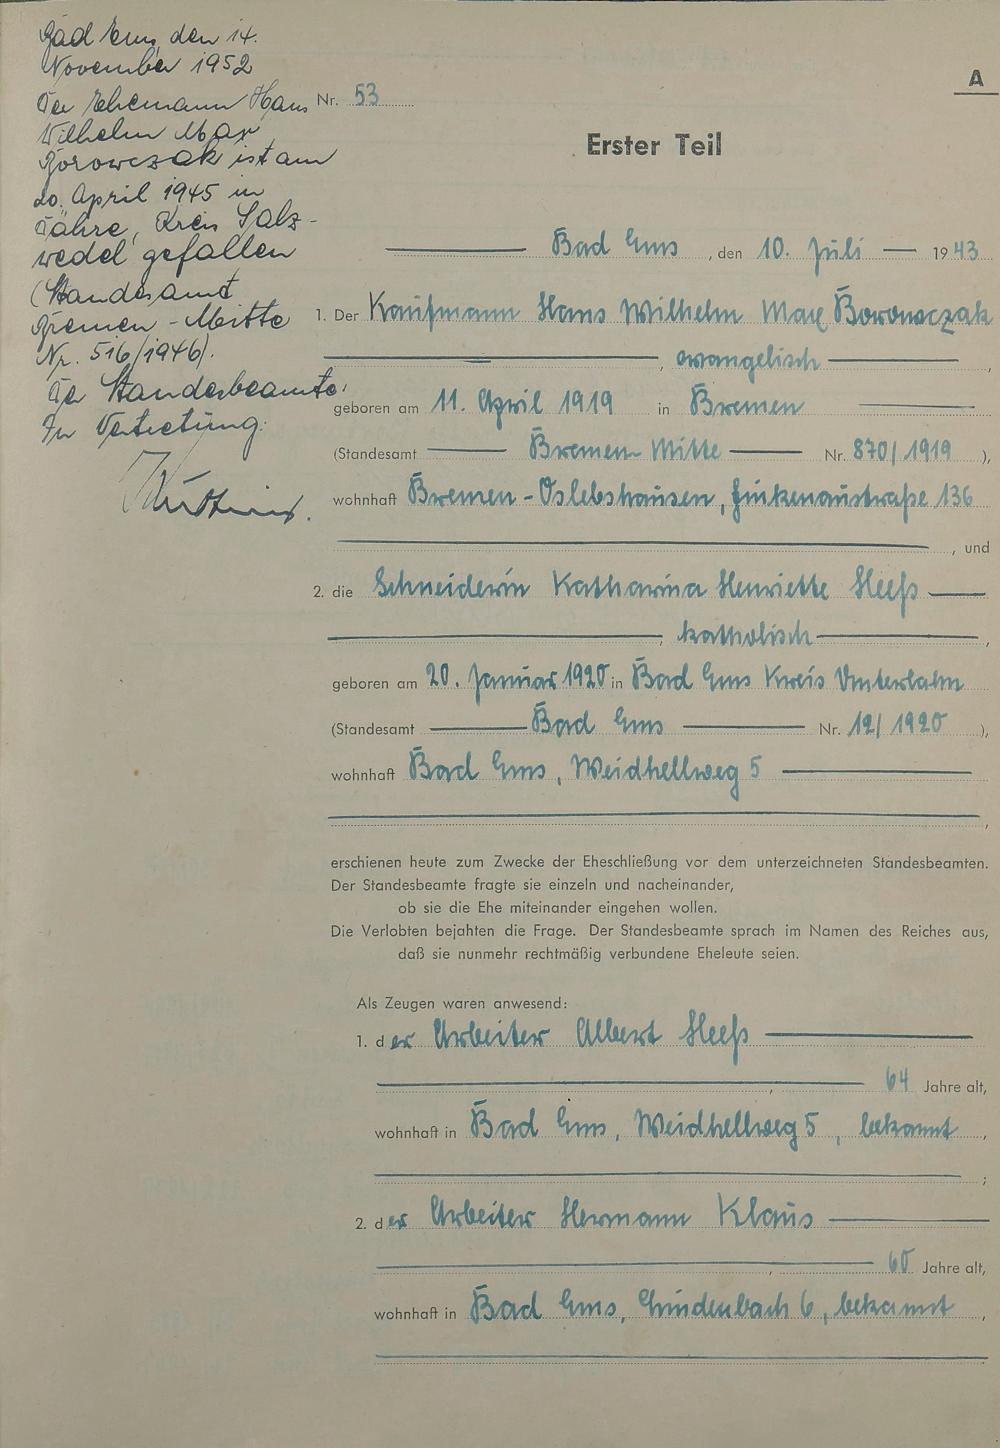 Bad Ems, den 14.
November 1952
Der Ehemann Hans
Wilhelm Max
Borowczak ist am
20. April 1945 in
Jahre, Kreis Salz-
wedel gefallen
(Standesamt
Bremen-Mitte
Nr. 516/1946).
Der Standesbeamte:
In Vertretung:
A
Nr. 53
Erster Teil
Bad Ems, den 10. Juli 1943
1. Der Kaufmann Hans Wilhelm Max Borowczak
, evangelisch,
geboren am 11. April 1919 in Bremen
(Standesamt Bremen-Mitte Nr. 870/1919),
wohnhaft Bremen-Oslebshausen, Finkenaustraße 136
, und
2. die Schneiderin Katharina Henriette Heeß
, katholisch,
geboren am 20. Januar 1920 in Bad Ems Kreis Unterlahn
(Standesamt Bad Ems Nr. 12/1920),
wohnhaft Bad Ems, Weidhellweg 5
,
erschienen heute zum Zwecke der Eheschließung vor dem unterzeichneten Standesbeamten.
Der Standesbeamte fragte sie einzeln und nacheinander,
ob sie die Ehe miteinander eingehen wollen.
Die Verlobten bejahten die Frage. Der Standesbeamte sprach im Namen des Reiches aus,
daß sie nunmehr rechtmäßig verbundene Eheleute seien.
Als Zeugen waren anwesend:
1. der Arbeiter Albert Heeß
, 64 Jahre alt,
wohnhaft in Bad Ems, Weidhellweg 5, bekannt,
;
2. der Arbeiter Hermann Klaus
, 60 Jahre alt,
wohnhaft in Bad Ems, 6, bekannt,